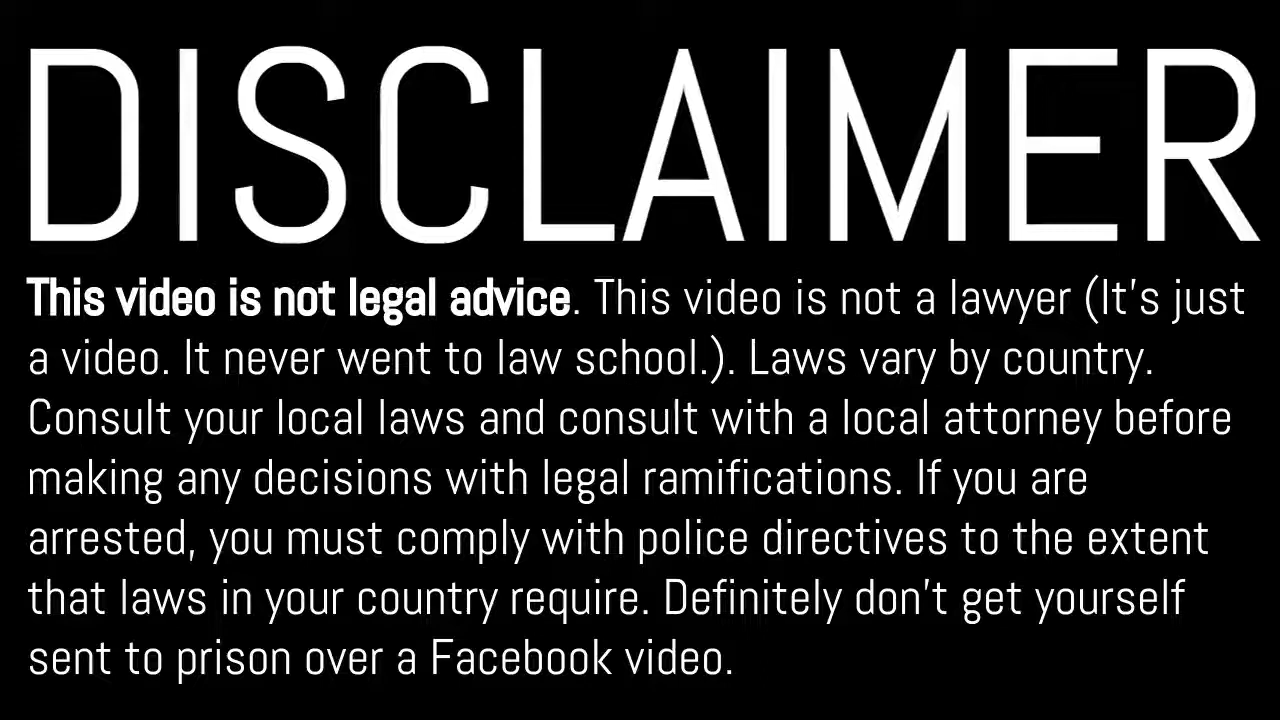 DISCLAIMER
This video is not legal advice. This video is not a lawyer (It's just
a video. It never went to law school.). Laws vary by country.
Consult your local laws and consult with a local attorney before
making any decisions with legal ramifications. If you are
arrested, you must comply with police directives to the extent
that laws in your country require. Definitely don't get yourself
sent to prison over a Facebook video.